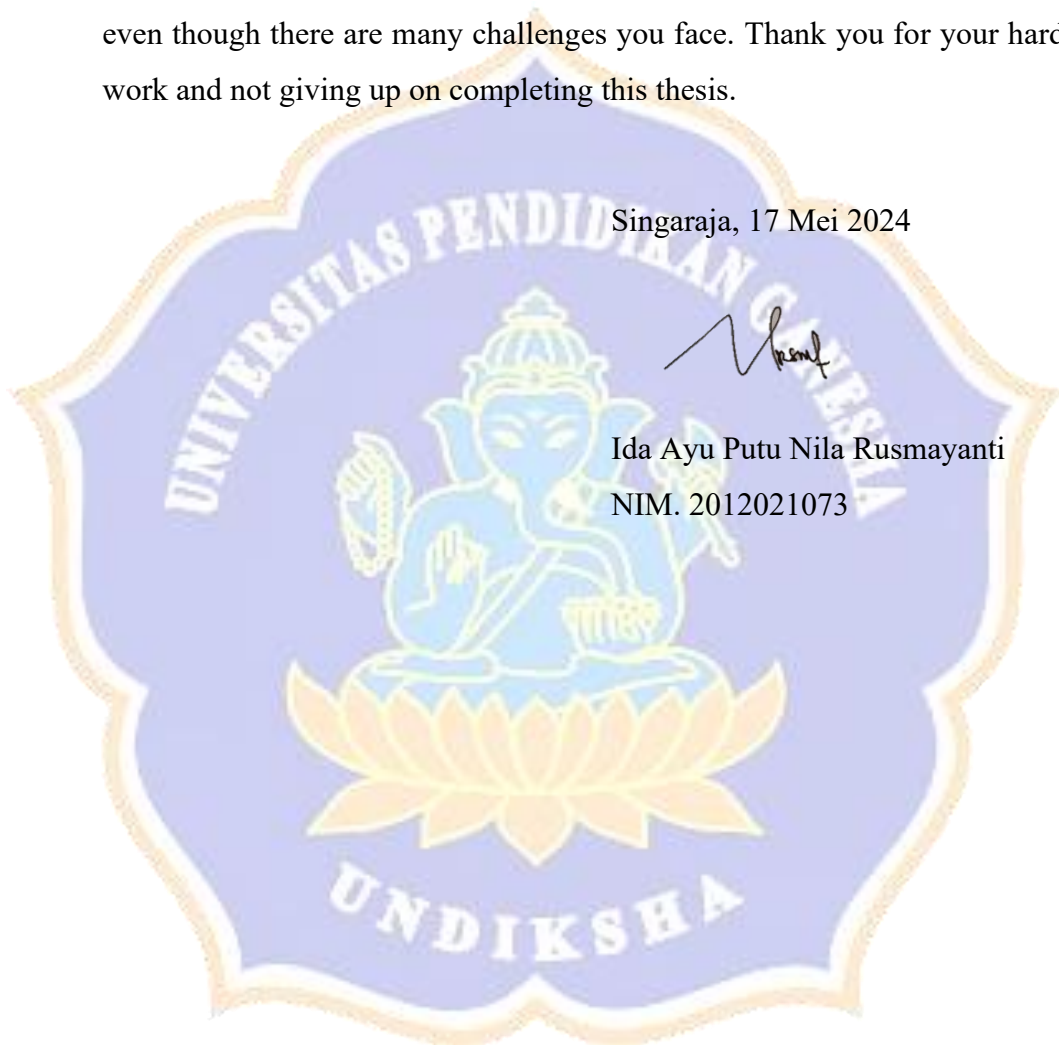 even though there are many challenges you face. Thank you for your hard
work and not giving up on completing this thesis.
Singaraja, 17 Mei 2024
Ida Ayu Putu Nila Rusmayanti
NIM. 2012021073
UNIVERSITAS PENDIDIKAN GANESHA
UNDIKSHA